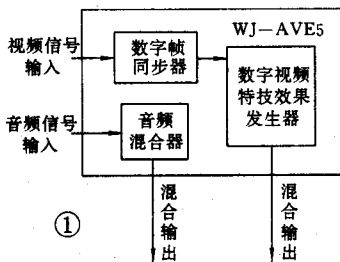 WJ-AVE5
视频信号
输入
数字帧
同步器
数字视频
特技效果
发生器
音频信号
输入
音频
混合器
混合输出
混合输出
①